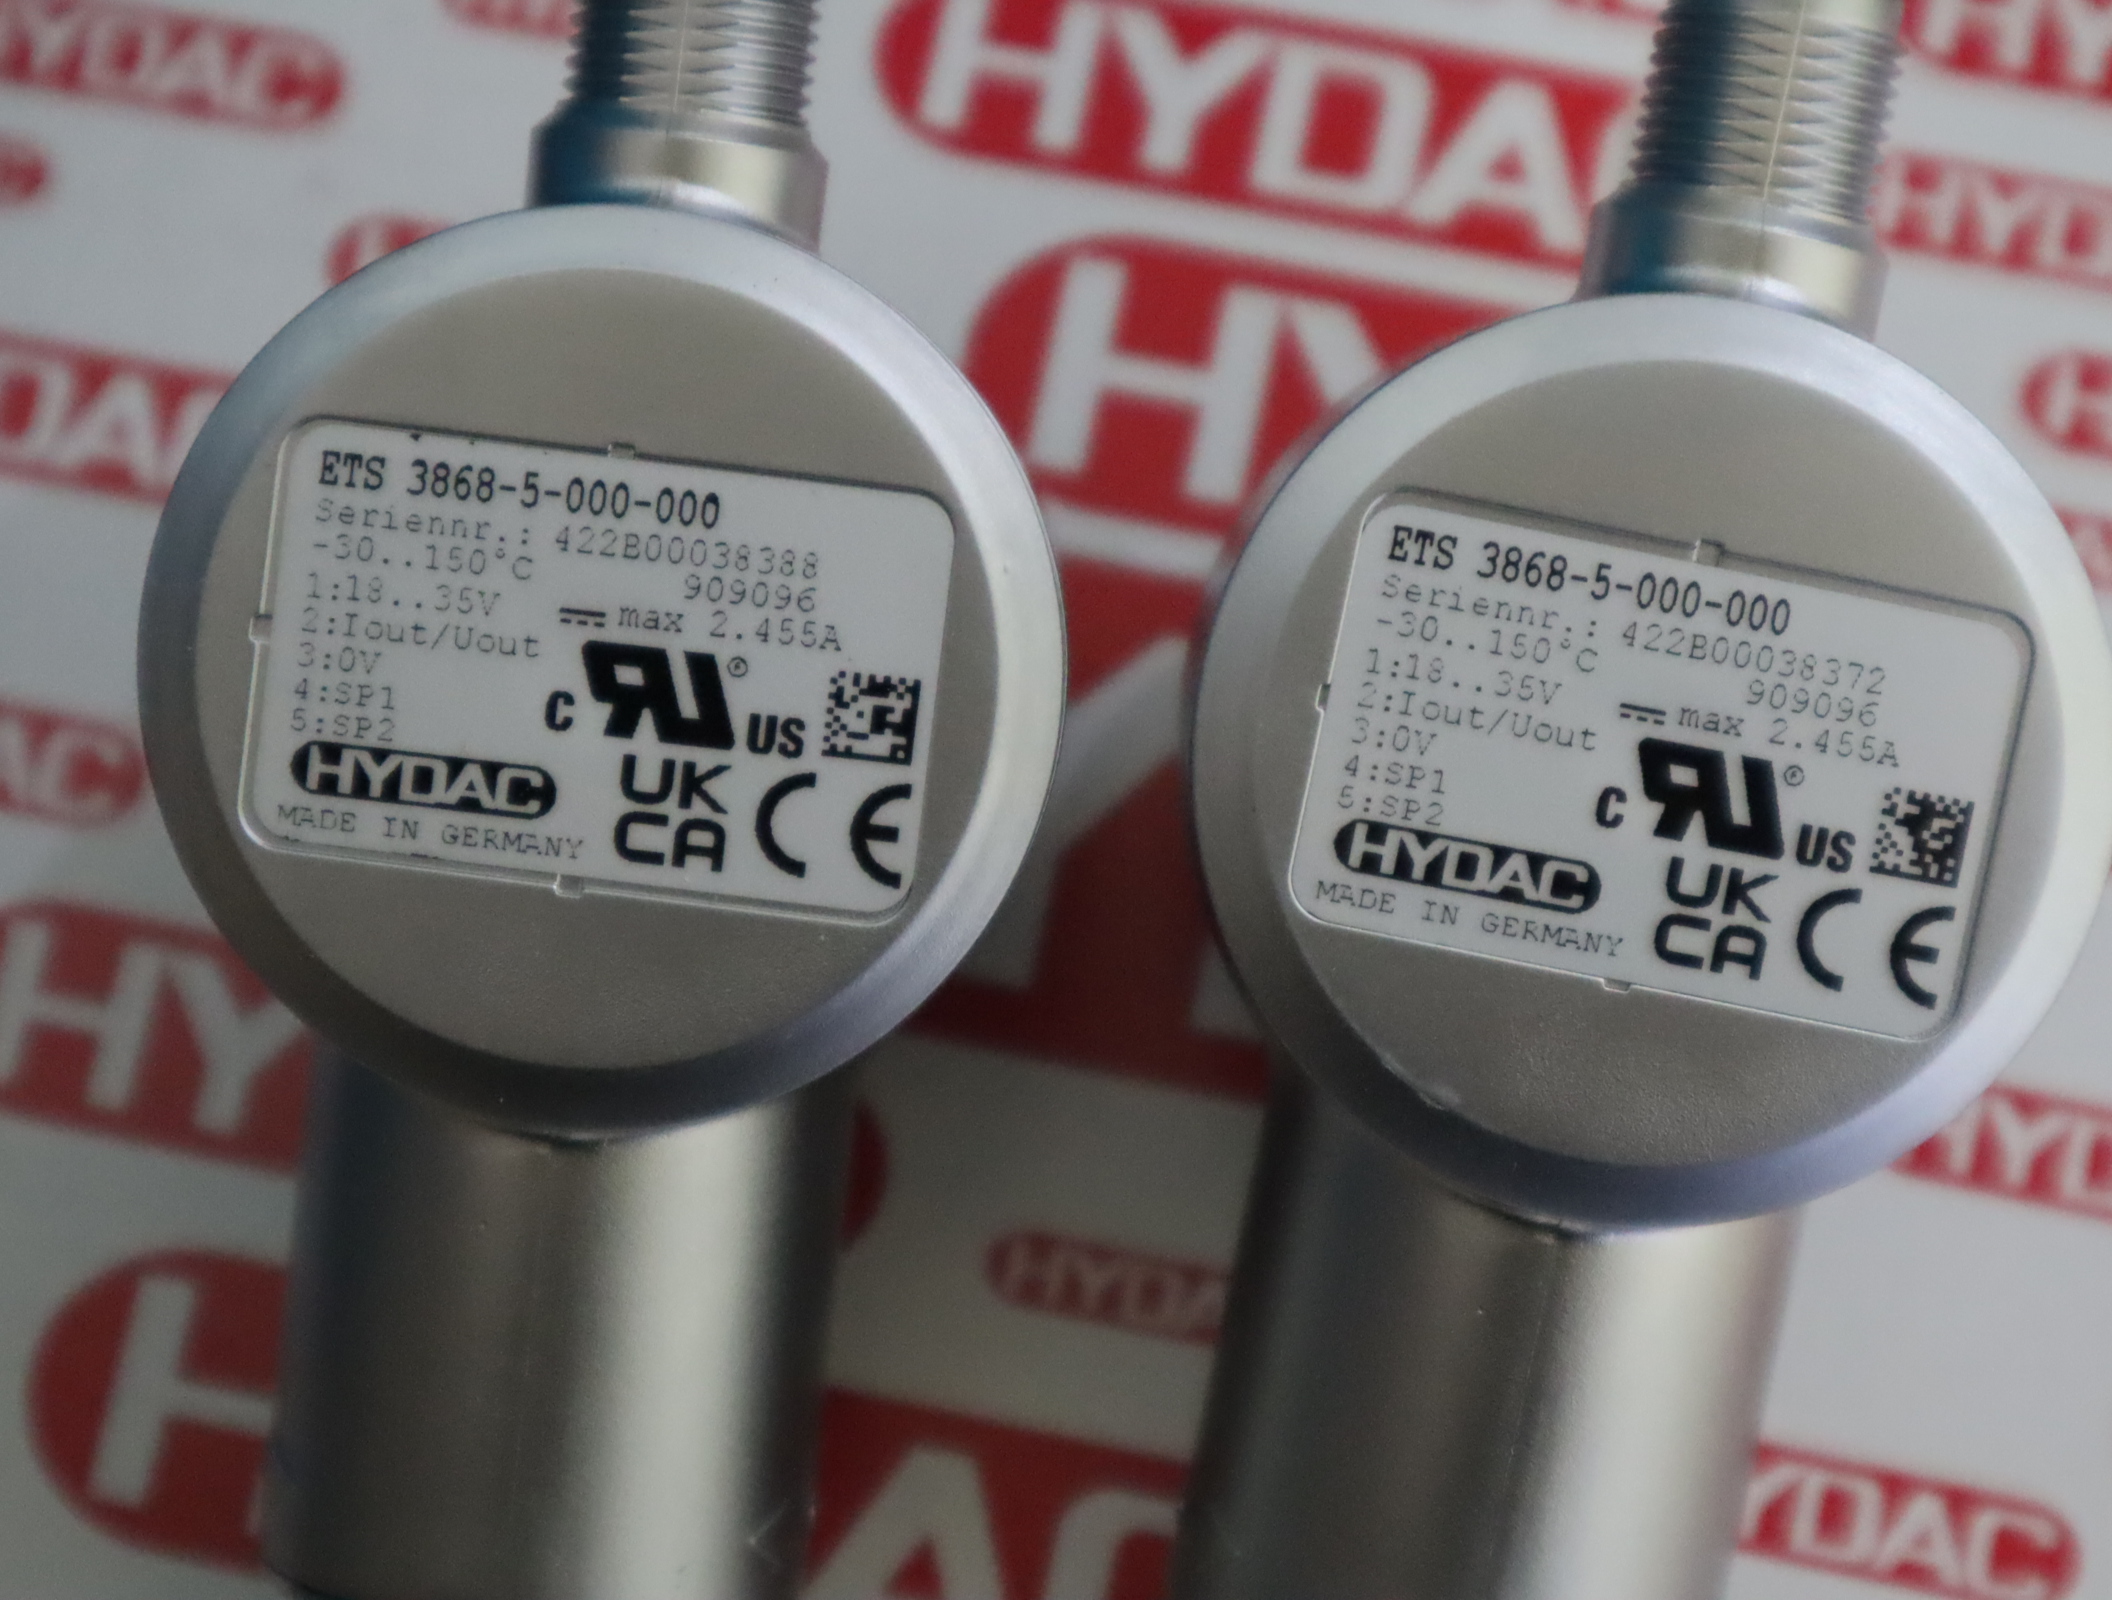 ETS 3868-5-000-000
Seriennr.: 422B00038388
-30..150°C 909096
1:18..35V ⎓ max 2.455A
2:Iout/Uout
3:0V
4:SP1
5:SP2
c RU ® US
HYDAC
MADE IN GERMANY
UK
CA
CE
ETS 3868-5-000-000
Seriennr.: 422B00038372
-30..150°C 909096
1:18..35V ⎓ max 2.455A
2:Iout/Uout
3:0V
4:SP1
5:SP2
c RU ® US
HYDAC
MADE IN GERMANY
UK
CA
CE
HYDAC
HYDAC
HYDAC
HYDAC